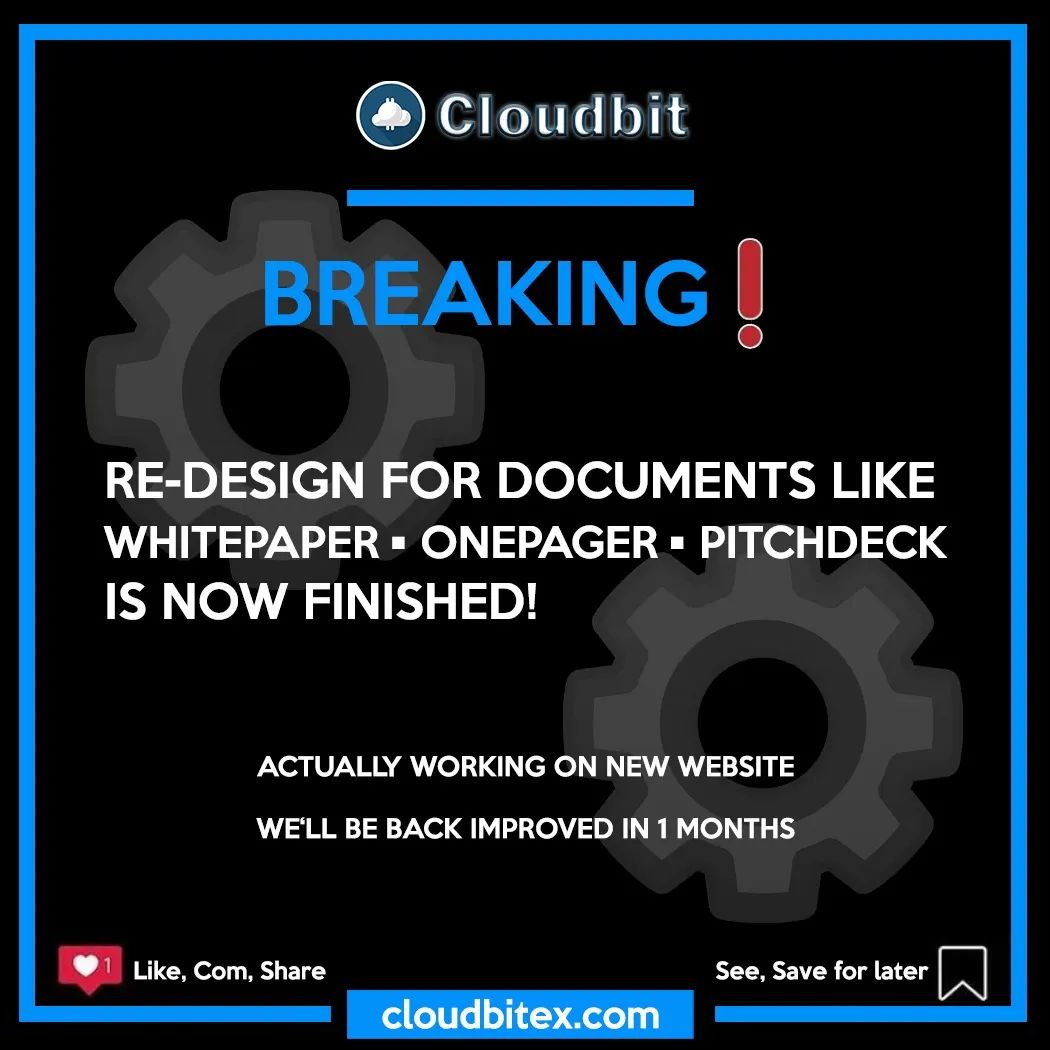 Cloudbit
BREAKING❗
RE-DESIGN FOR DOCUMENTS LIKE
WHITEPAPER ▪ ONEPAGER ▪ PITCHDECK
IS NOW FINISHED!
ACTUALLY WORKING ON NEW WEBSITE
WE‘LL BE BACK IMPROVED IN 1 MONTHS
1 Like, Com, Share
See, Save for later
cloudbitex.com